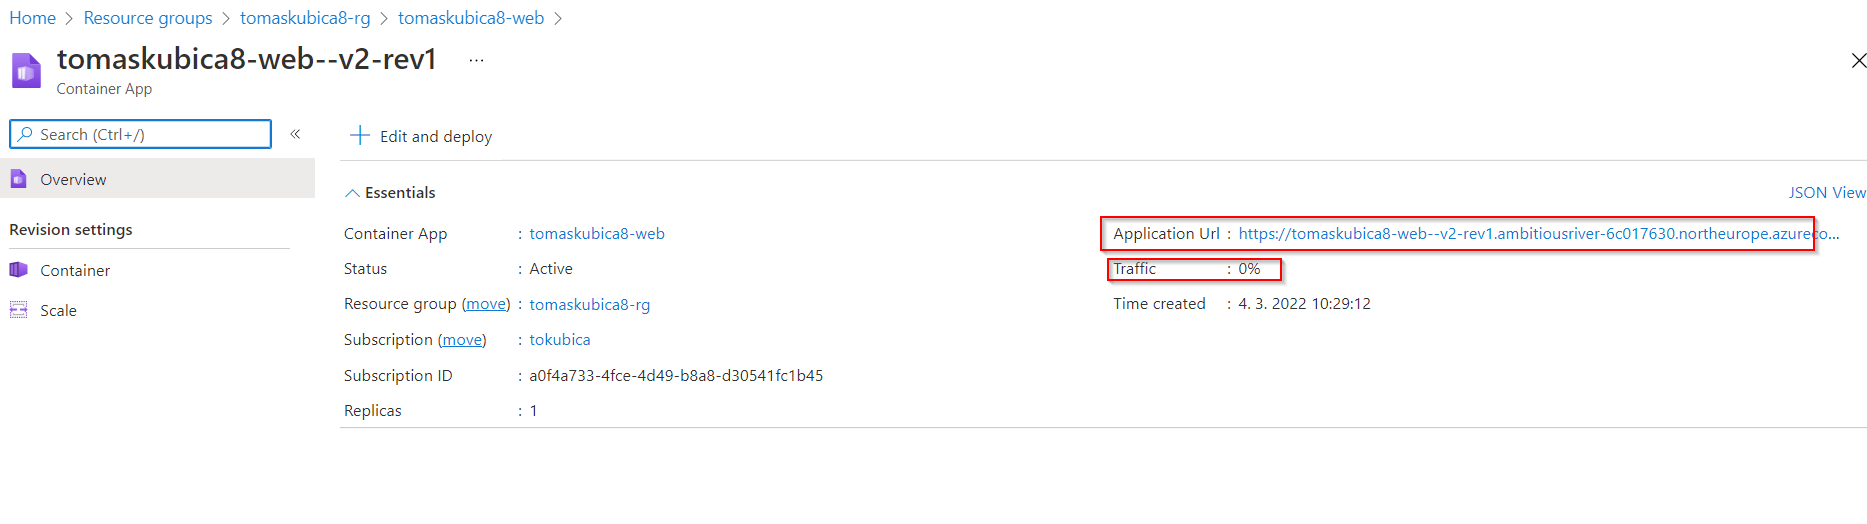 Home > Resource groups > tomaskubica8-rg > tomaskubica8-web >
tomaskubica8-web--v2-rev1 ...
Container App
Search (Ctrl+/) «
+ Edit and deploy
Overview
Revision settings
Container
Scale
Essentials
JSON View
Container App : tomaskubica8-web
Status : Active
Resource group (move) : tomaskubica8-rg
Subscription (move) : tokubica
Subscription ID : a0f4a733-4fce-4d49-b8a8-d30541fc1b45
Replicas : 1
Application Url : https://tomaskubica8-web--v2-rev1.ambitiousriver-6c017630.northeurope.azureco...
Traffic : 0%
Time created : 4. 3. 2022 10:29:12